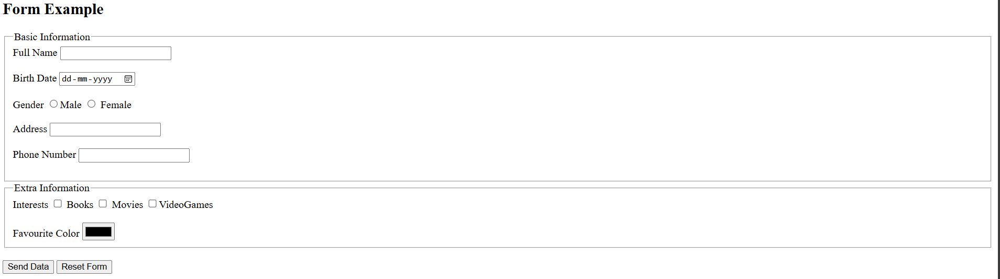 Form Example
Basic Information
Full Name
Birth Date dd-mm-yyyy
Gender Male Female
Address
Phone Number
Extra Information
Interests Books Movies VideoGames
Favourite Color
Send Data Reset Form